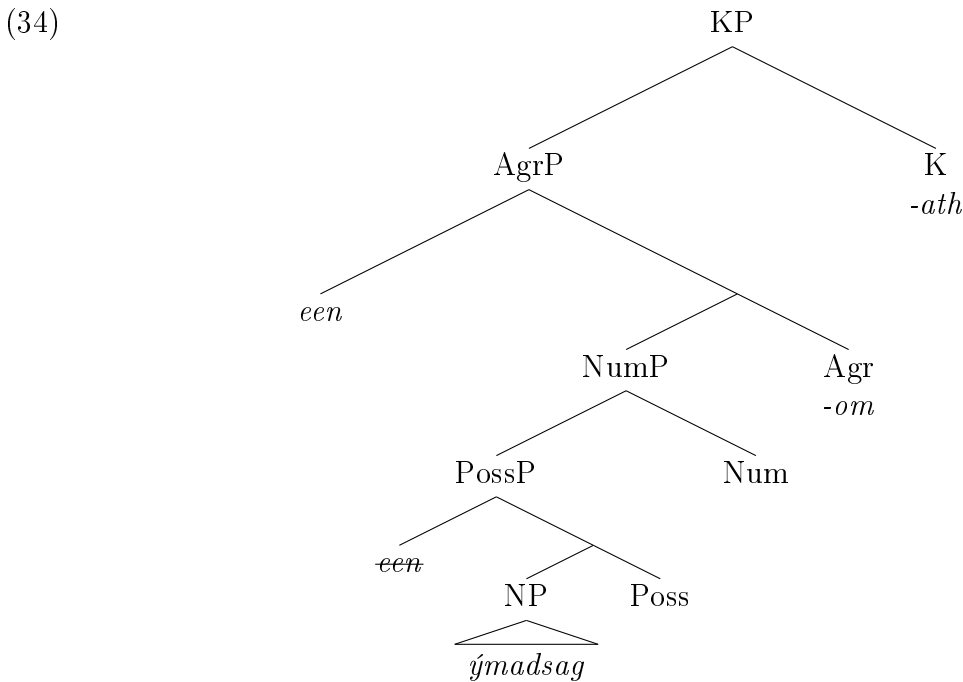 (34) KP
AgrP K
-ath
een
NumP Agr
-om
PossP Num
een
NP Poss
ýmadsag